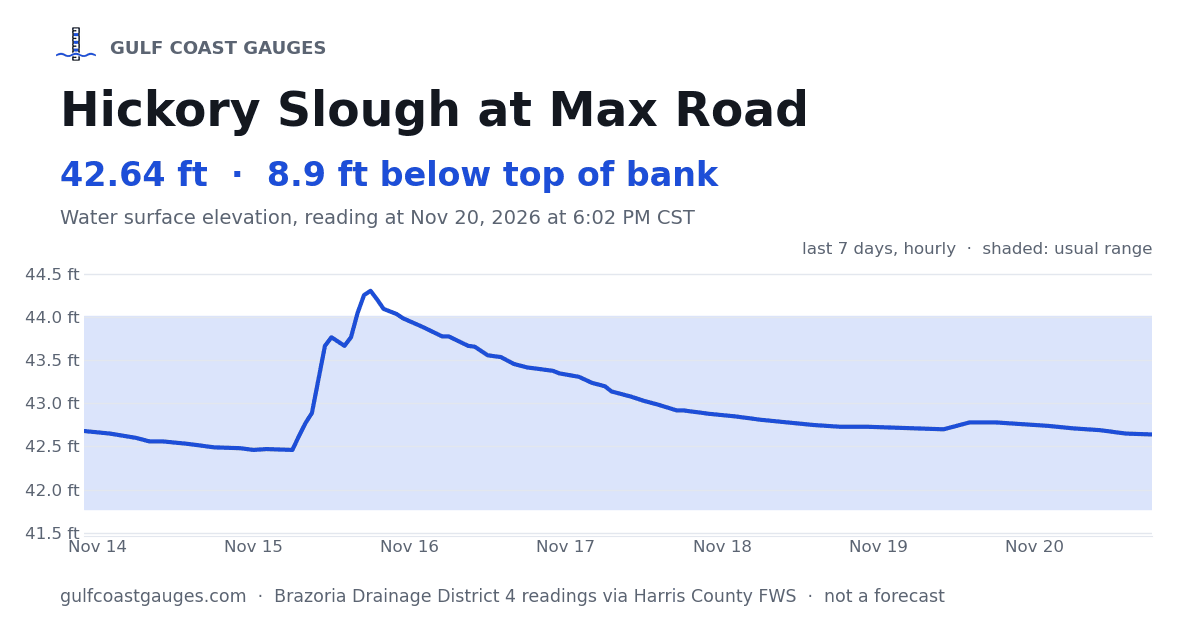 GULF COAST GAUGES
Hickory Slough at Max Road
42.64 ft · 8.9 ft below top of bank
Water surface elevation, reading at Nov 20, 2026 at 6:02 PM CST
last 7 days, hourly · shaded: usual range
44.5 ft
44.0 ft
43.5 ft
43.0 ft
42.5 ft
42.0 ft
41.5 ft
Nov 14 Nov 15 Nov 16 Nov 17 Nov 18 Nov 19 Nov 20
gulfcoastgauges.com · Brazoria Drainage District 4 readings via Harris County FWS · not a forecast